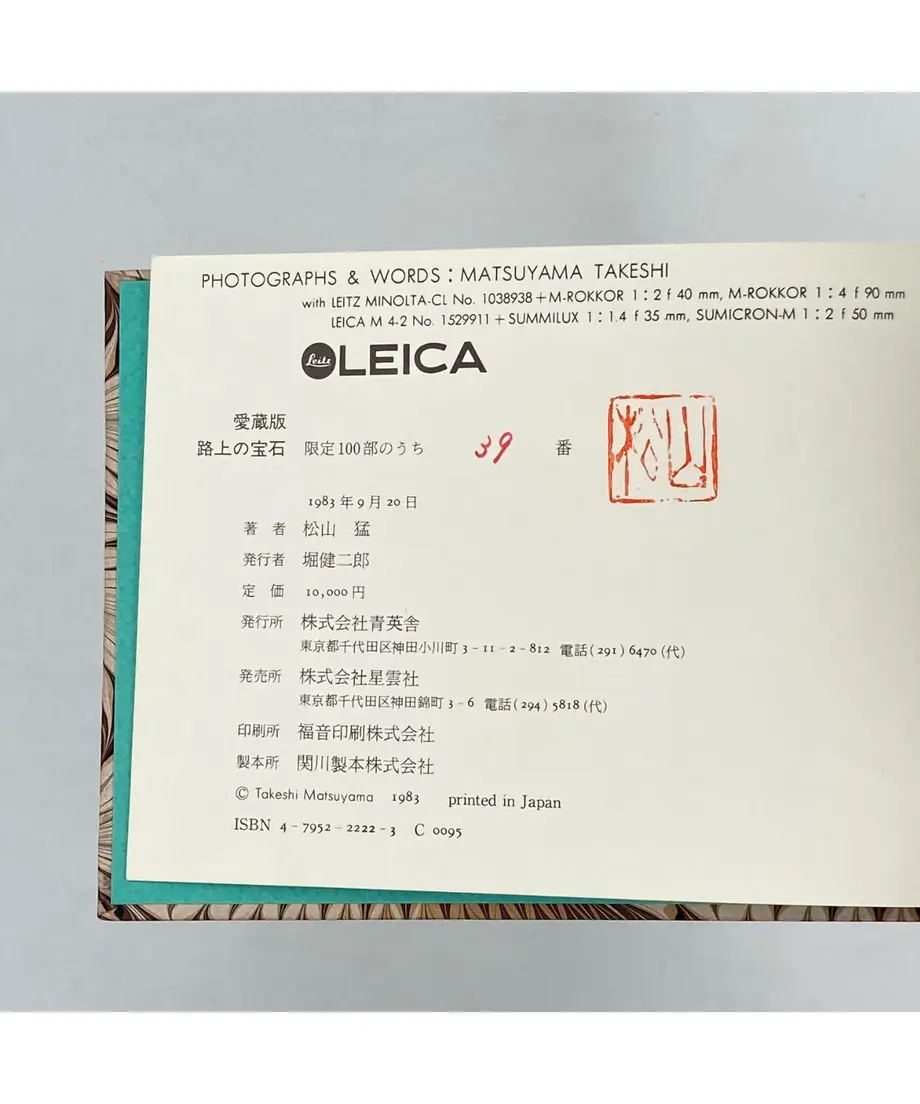 PHOTOGRAPHS & WORDS : MATSUYAMA TAKESHI
with LEITZ MINOLTA-CL No. 1038938 + M-ROKKOR 1 : 2 f 40 mm, M-ROKKOR 1 : 4 f 90 mm
LEICA M 4-2 No. 1529911 + SUMMILUX 1 : 1.4 f 35 mm, SUMICRON-M 1 : 2 f 50 mm
Leitz LEICA
愛蔵版
路上の宝石 限定100部のうち 39 番
1983年9月20日
著者 松山 猛
発行者 堀健二郎
定価 10,000円
発行所 株式会社青英舎
東京都千代田区神田小川町3-11-2-812 電話(291)6470(代)
発売所 株式会社星雲社
東京都千代田区神田錦町3-6 電話(294)5818(代)
印刷所 福音印刷株式会社
製本所 関川製本株式会社
© Takeshi Matsuyama 1983 printed in Japan
ISBN 4-7952-2222-3 C 0095